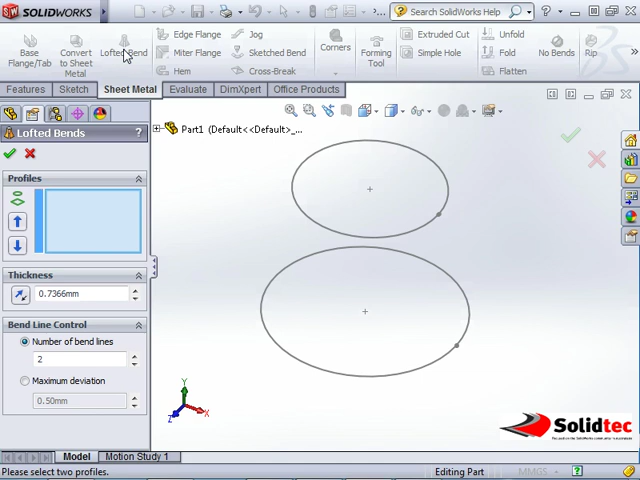 SOLIDWORKS
Search SolidWorks Help
Base Flange/Tab
Convert to Sheet Metal
Lofted Bend
Edge Flange
Miter Flange
Hem
Jog
Sketched Bend
Cross-Break
Corners
Forming Tool
Extruded Cut
Simple Hole
Unfold
Fold
Flatten
No Bends
Rip
Features
Sketch
Sheet Metal
Evaluate
DimXpert
Office Products
Lofted Bends
?
Part1 (Default<<Default>_...
Profiles
Thickness
0.7366mm
Bend Line Control
Number of bend lines
2
Maximum deviation
0.50mm
Y
X
Z
Solidtec
Model
Motion Study 1
Please select two profiles.
Editing Part
MMGS